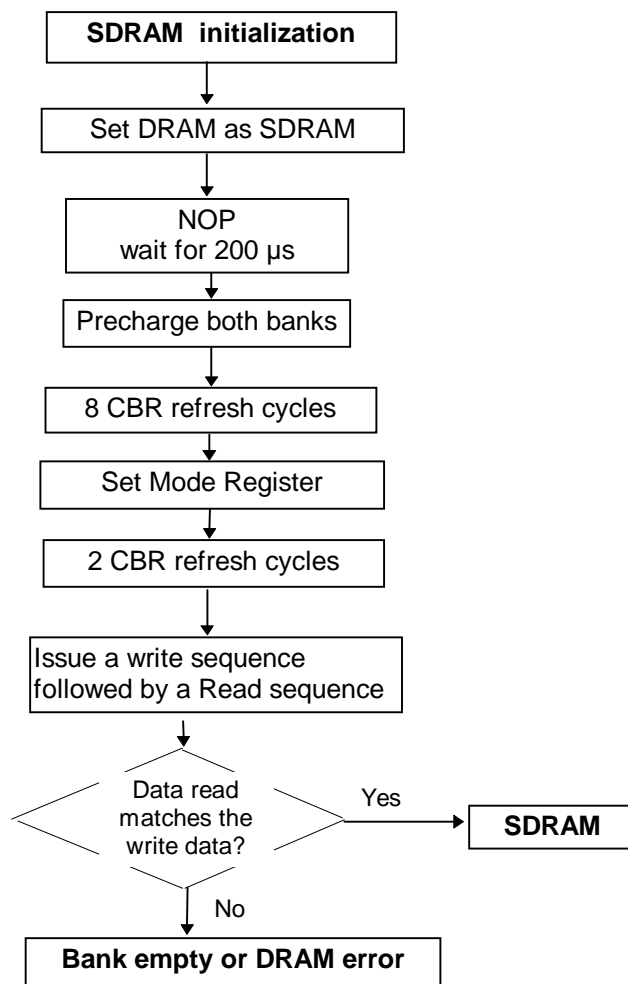 SDRAM initialization
Set DRAM as SDRAM
NOP
wait for 200 µs
Precharge both banks
8 CBR refresh cycles
Set Mode Register
2 CBR refresh cycles
Issue a write sequence
followed by a Read sequence
Data read
matches the
write data?
Yes
SDRAM
No
Bank empty or DRAM error